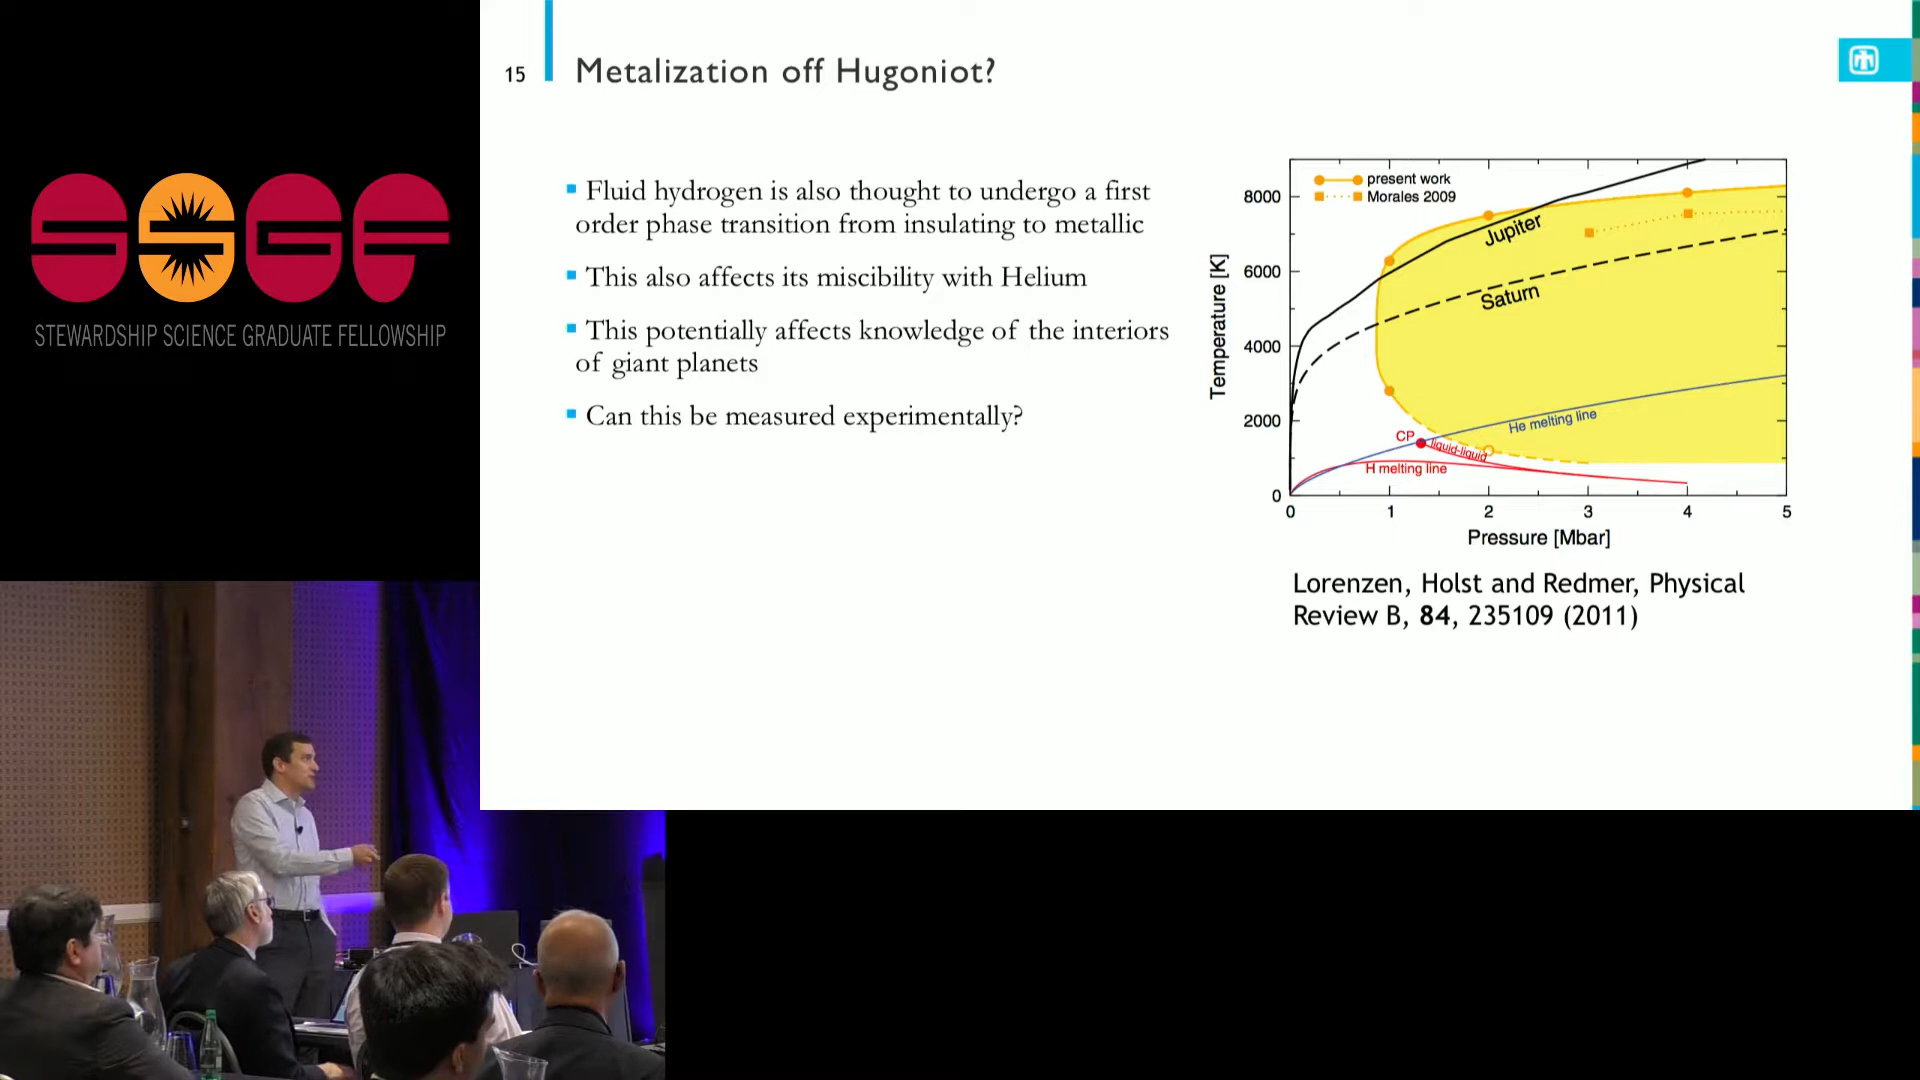 SSGF
STEWARDSHIP SCIENCE GRADUATE FELLOWSHIP
15
Metalization off Hugoniot?
Fluid hydrogen is also thought to undergo a first
order phase transition from insulating to metallic
This also affects its miscibility with Helium
This potentially affects knowledge of the interiors
of giant planets
Can this be measured experimentally?
present work
Morales 2009
Temperature [K]
8000
6000
4000
2000
0
Jupiter
Saturn
He melting line
CP
liquid-liquid
H melting line
0 1 2 3 4 5
Pressure [Mbar]
Lorenzen, Holst and Redmer, Physical
Review B, 84, 235109 (2011)